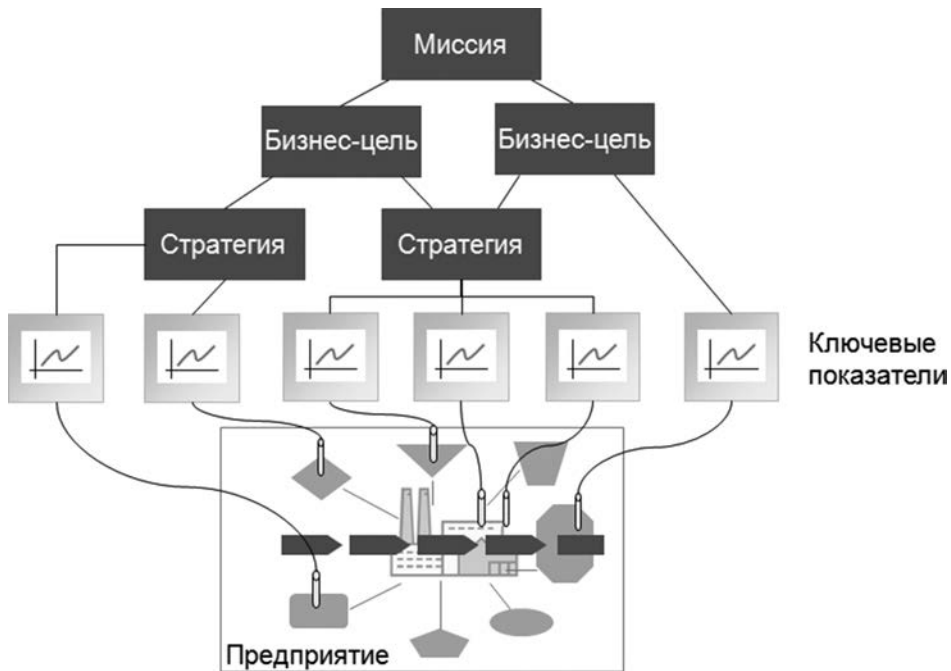 Миссия
Бизнес-цель
Бизнес-цель
Стратегия
Стратегия
Ключевые
показатели
Предприятие